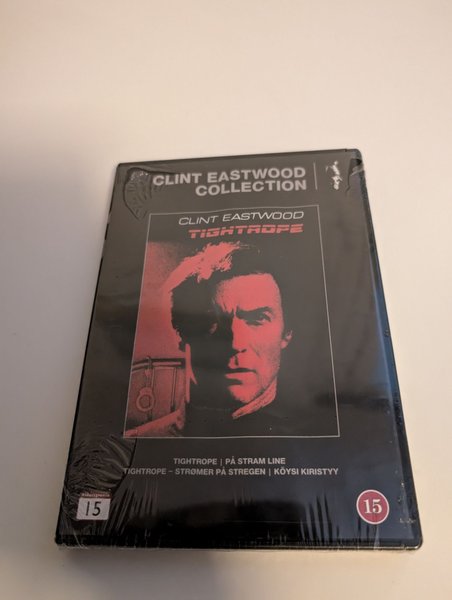 CLINT EASTWOOD
COLLECTION
CLINT EASTWOOD
TIGHTROPE
TIGHTROPE | PÅ STRAM LINE
TIGHTROPE – STRØMER PÅ STREGEN | KÖYSI KIRISTYY
15
15